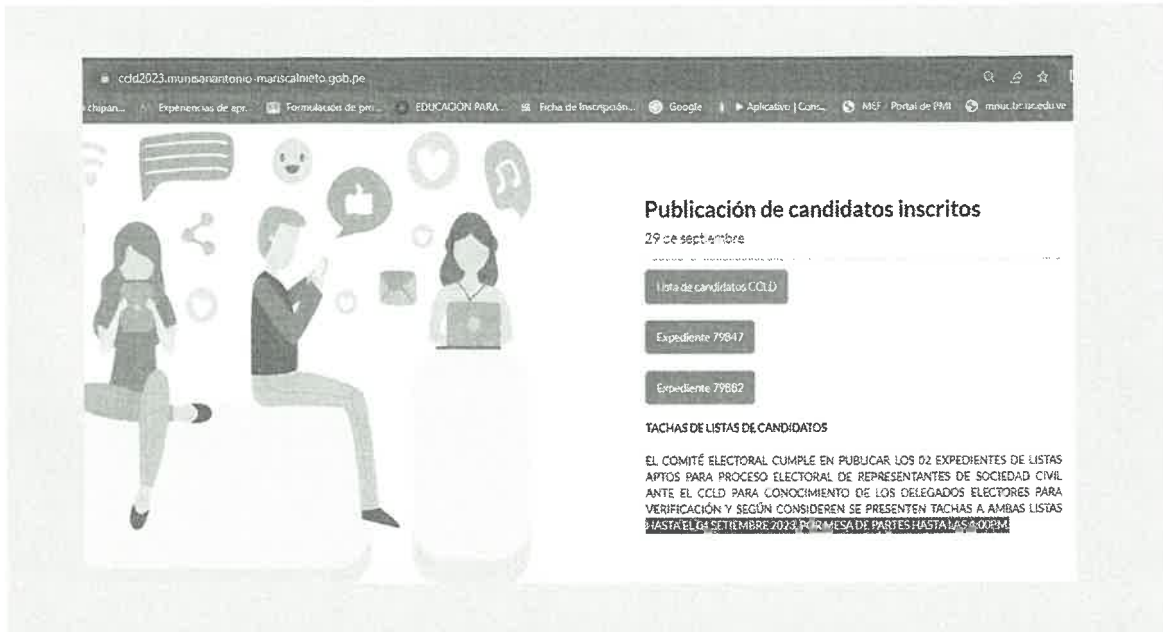 ccld2023.munisanantonio-mariscalnieto.gob.pe
chipan... Experiencias de apr... Formulación de pro... EDUCACIÓN PARA... Ficha de Inscripción... Google Aplicativo | Cons... MEF - Portal de PMI
Publicación de candidatos inscritos
29 de septiembre
Lista de candidatos CCLD
Expediente 79847
Expediente 79882
TACHAS DE LISTAS DE CANDIDATOS
EL COMITÉ ELECTORAL CUMPLE EN PUBLICAR LOS 02 EXPEDIENTES DE LISTAS
APTOS PARA PROCESO ELECTORAL DE REPRESENTANTES DE SOCIEDAD CIVIL
ANTE EL CCLD PARA CONOCIMIENTO DE LOS DELEGADOS ELECTORES PARA
VERIFICACIÓN Y SEGÚN CONSIDEREN SE PRESENTEN TACHAS A AMBAS LISTAS
HASTA EL 04 SETIEMBRE 2023, POR MESA DE PARTES HASTA LAS 4:00PM.